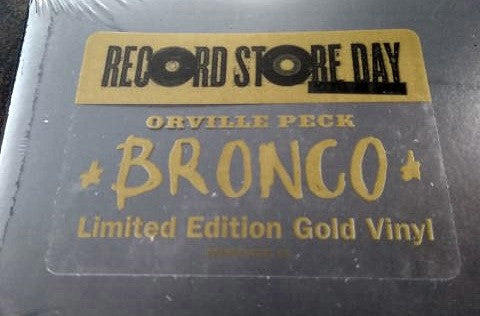 RECORD STORE DAY
ORVILLE PECK
BRONCO
Limited Edition Gold Vinyl